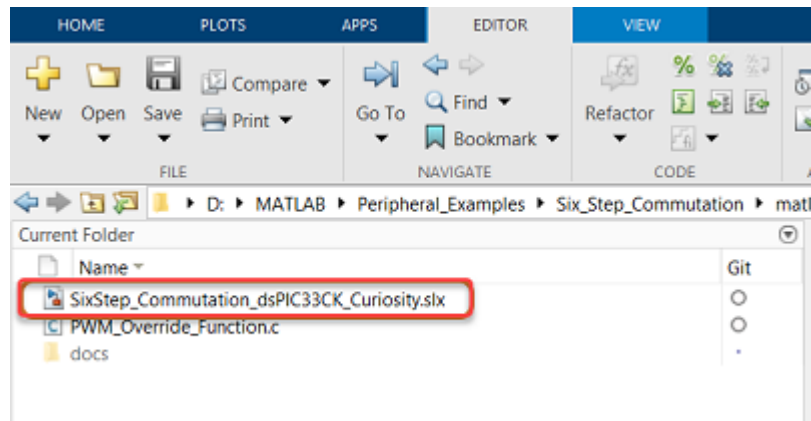 HOME PLOTS APPS EDITOR VIEW
New Open Save Compare Print
Go To Find Bookmark
Refactor
FILE NAVIGATE CODE
D: MATLAB Peripheral_Examples Six_Step_Commutation
Current Folder
Name Git
SixStep_Commutation_dsPIC33CK_Curiosity.slx
PWM_Override_Function.c
docs